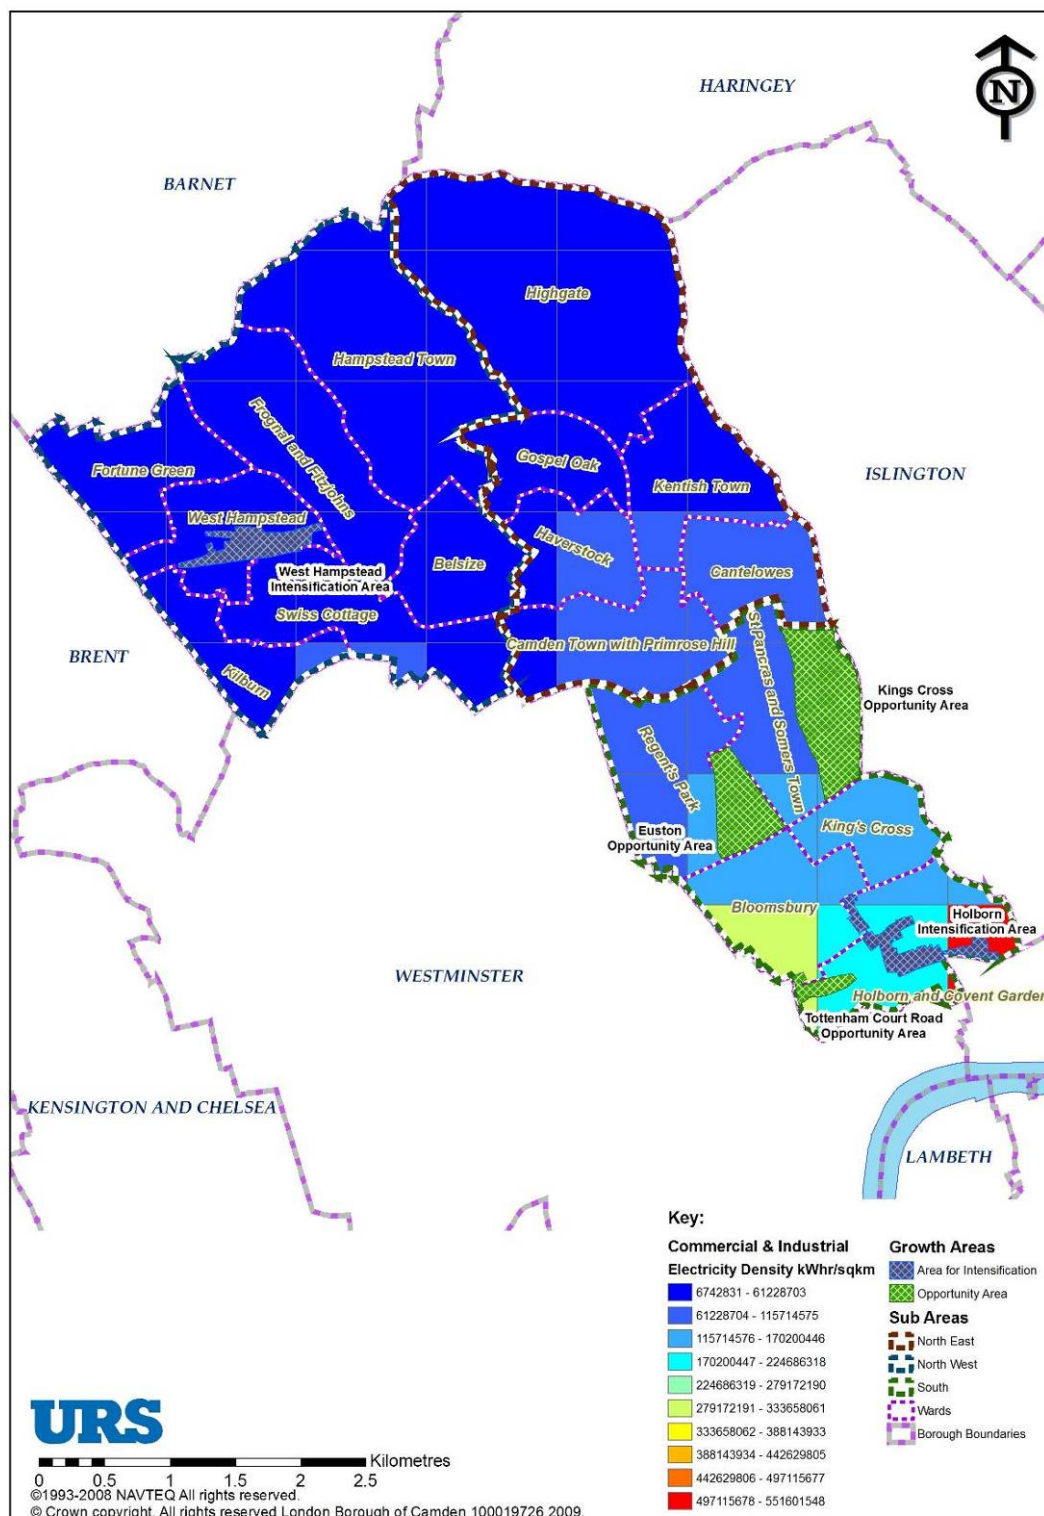 HARINGEY
N
BARNET
Highgate
Hampstead Town
Frognal and Fitzjohns
Fortune Green
Gospel Oak
Kentish Town
ISLINGTON
West Hampstead
Haverstock
Belsize
Cantelowes
West Hampstead
Intensification Area
Swiss Cottage
Camden Town with Primrose Hill
StPancras and Somers Town
BRENT
Kilburn
Kings Cross
Opportunity Area
Regent's Park
Euston
Opportunity Area
King's Cross
Bloomsbury
Holborn
Intensification Area
WESTMINSTER
Holborn and Covent Garden
Tottenham Court Road
Opportunity Area
KENSINGTON AND CHELSEA
LAMBETH
Key:
Commercial & Industrial
Electricity Density kWhr/sqkm
6742831 - 61228703
61228704 - 115714575
115714576 - 170200446
170200447 - 224686318
224686319 - 279172190
279172191 - 333658061
333658062 - 388143933
388143934 - 442629805
442629806 - 497115677
497115678 - 551601548
Growth Areas
Area for Intensification
Opportunity Area
Sub Areas
North East
North West
South
Wards
Borough Boundaries
URS
Kilometres
0 0.5 1 1.5 2 2.5
©1993-2008 NAVTEQ All rights reserved.
© Crown copyright. All rights reserved London Borough of Camden 100019726 2009.